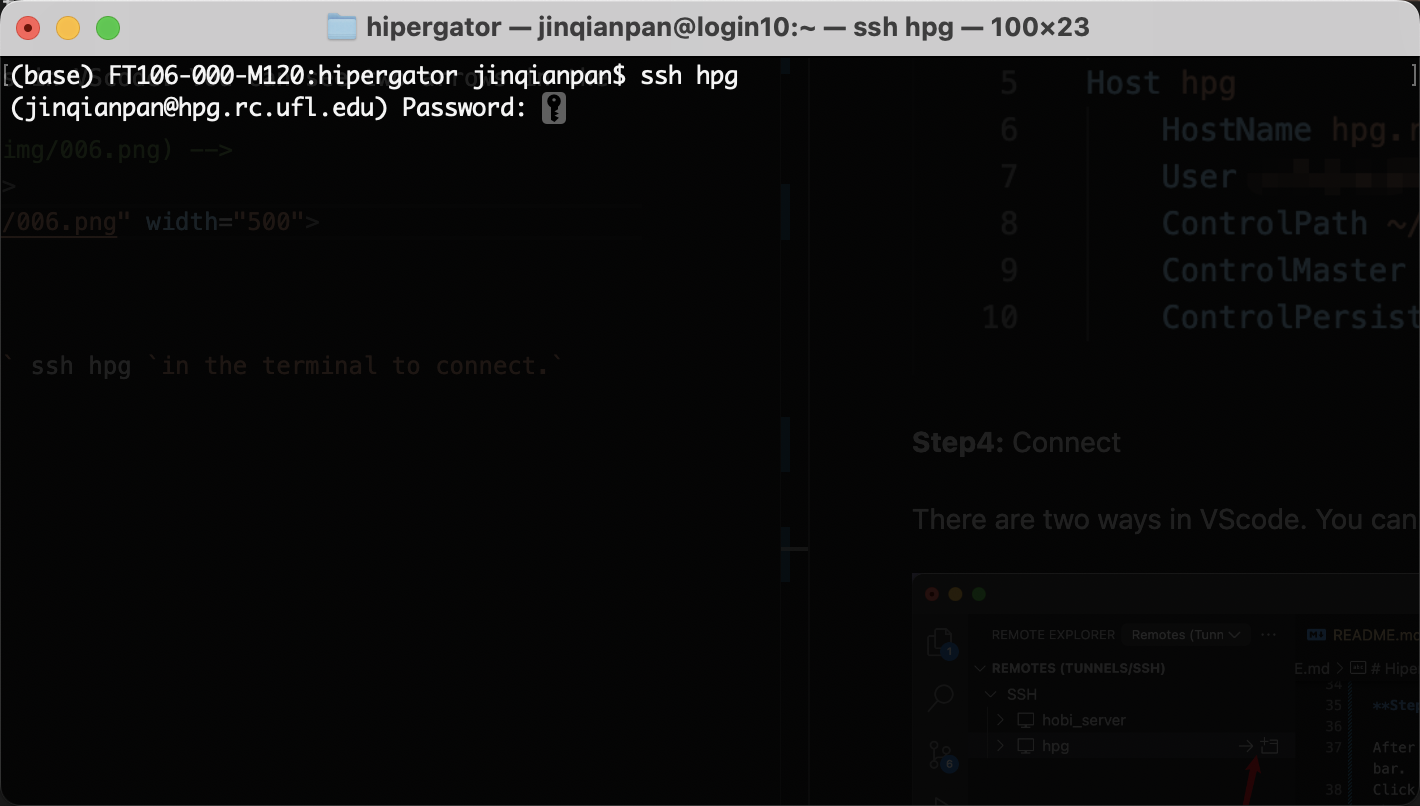 hipergator — jinqianpan@login10:~ — ssh hpg — 100×23
[(base) FT106-000-M120:hipergator jinqianpan$ ssh hpg ]
(jinqianpan@hpg.rc.ufl.edu) Password:
img/006.png) -->
>
/006.png" width="500">
` ssh hpg `in the terminal to connect.`
5 Host hpg
6 HostName hpg.
7 User
8 ControlPath ~/
9 ControlMaster
10 ControlPersist
Step4: Connect
There are two ways in VScode. You can
REMOTE EXPLORER Remotes (Tunn ··· README.md
REMOTES (TUNNELS/SSH) E.md > # Hipe
SSH 34
35 **Step
hobi_server 36
hpg 37 After
bar.
38 Click
1
6